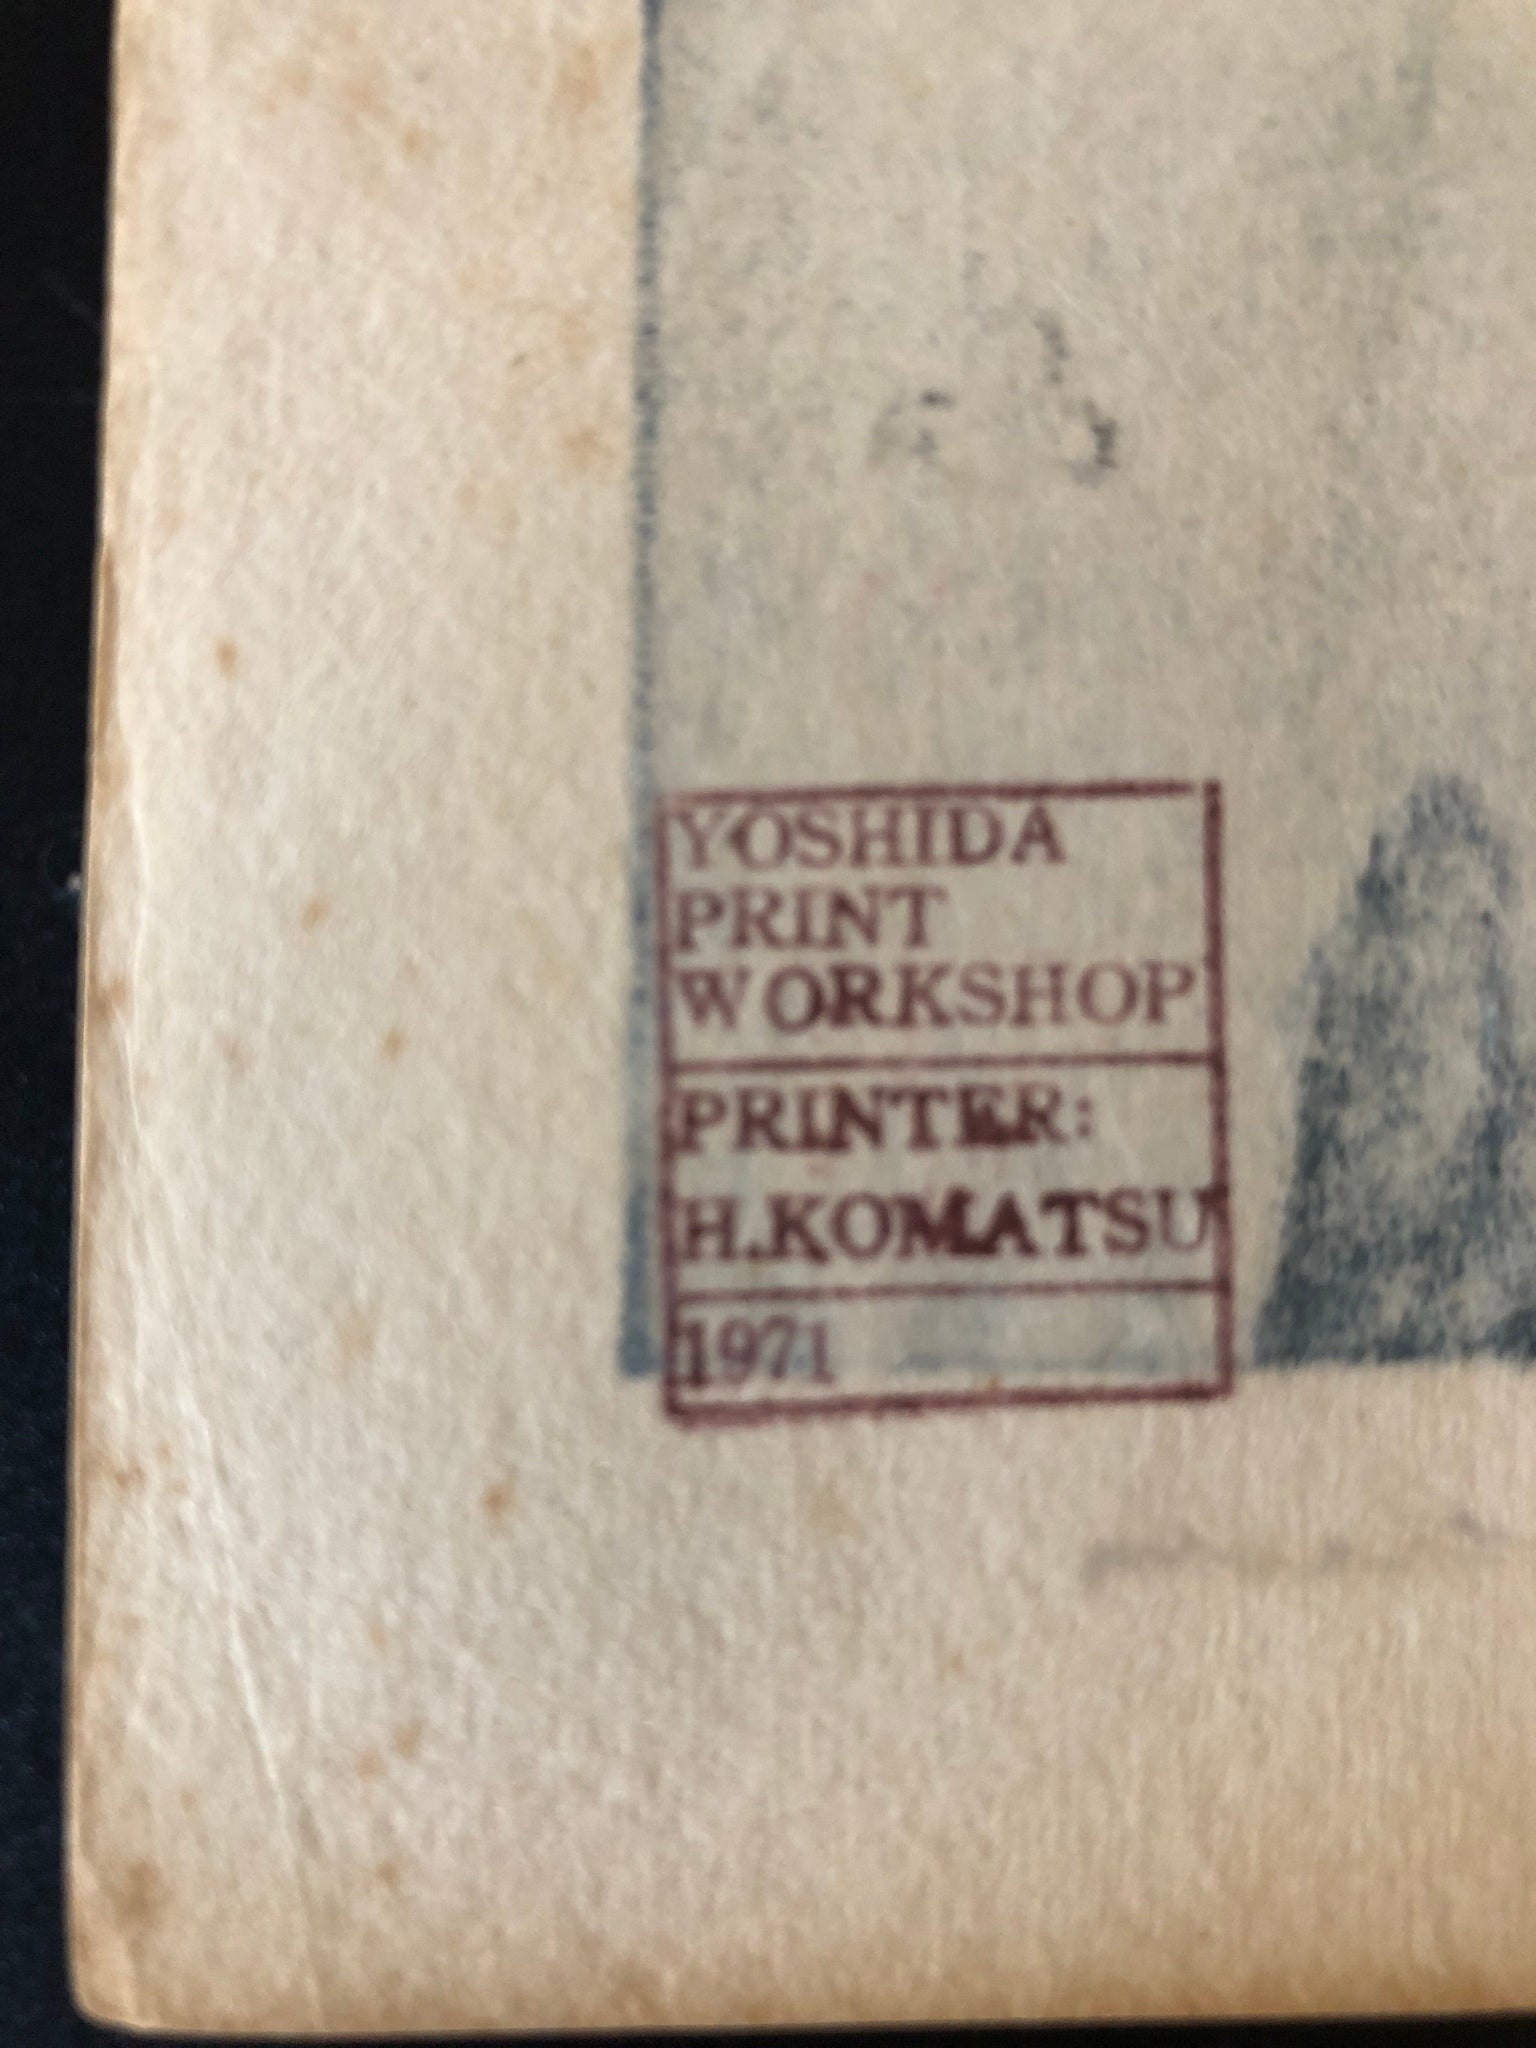 YOSHIDA
PRINT
WORKSHOP
PRINTER:
H.KOMATSU
1971